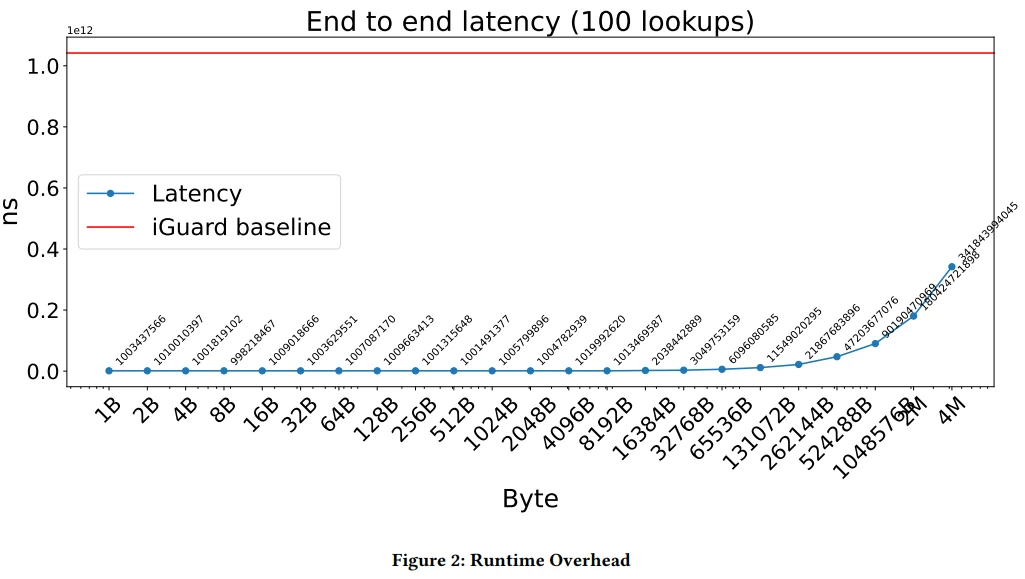 End to end latency (100 lookups)
1e12
1.0
0.8
0.6
0.4
0.2
0.0
ns
Latency
iGuard baseline
1003437566
1010010397
1001819102
998218467
1009018666
1003629551
1007087170
1009663413
1001315648
1001491377
1005799896
1004782939
1019992620
1013469587
2038442889
3049753159
6096080585
11549020295
21867683896
47203677076
90190470969
180424721898
341843994045
1B
2B
4B
8B
16B
32B
64B
128B
256B
512B
1024B
2048B
4096B
8192B
16384B
32768B
65536B
131072B
262144B
524288B
1048576B
2M
4M
Byte
Figure 2: Runtime Overhead